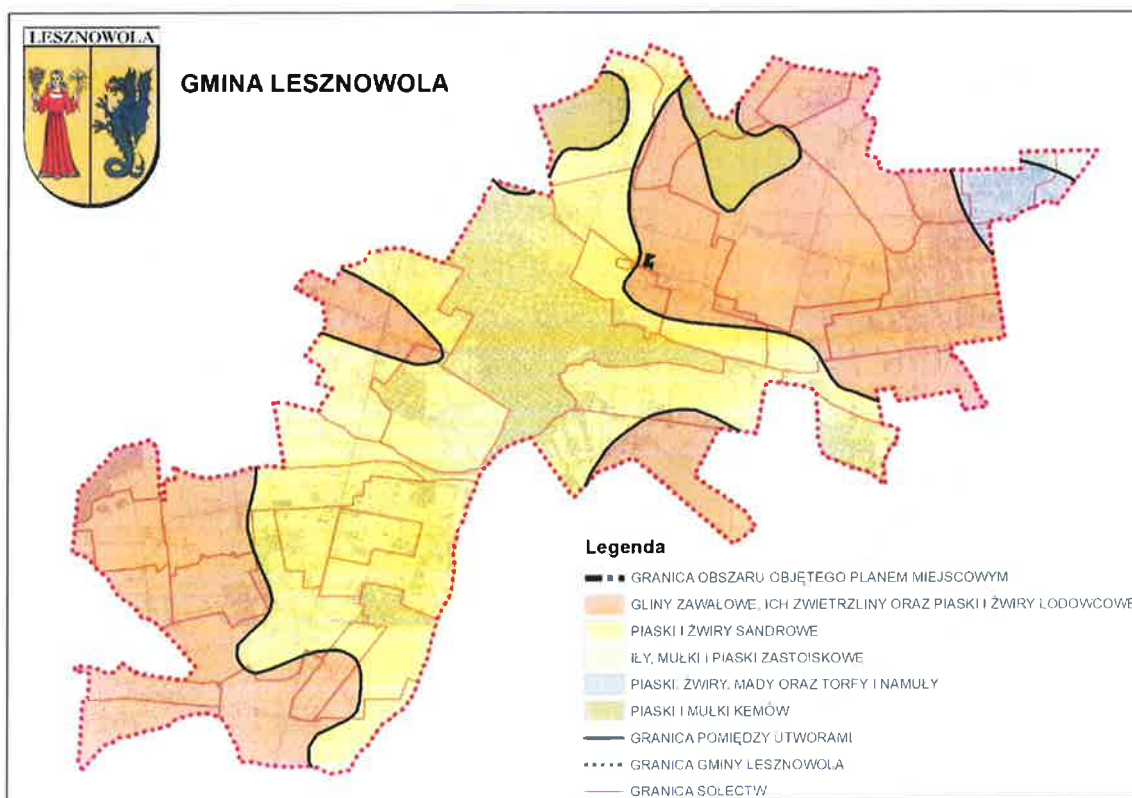 LESZNOWOLA
GMINA LESZNOWOLA
Legenda
GRANICA OBSZARU OBJĘTEGO PLANEM MIEJSCOWYM
GLINY ZAWAŁOWE, ICH ZWIETRZLINY ORAZ PIASKI I ŻWIRY LODOWCOWE
PIASKI I ŻWIRY SANDROWE
IŁY, MUŁKI I PIASKI ZASTOISKOWE
PIASKI, ŻWIRY, MADY ORAZ TORFY I NAMUŁY
PIASKI I MUŁKI KEMÓW
GRANICA POMIĘDZY UTWORAMI
GRANICA GMINY LESZNOWOLA
GRANICA SOŁECTW